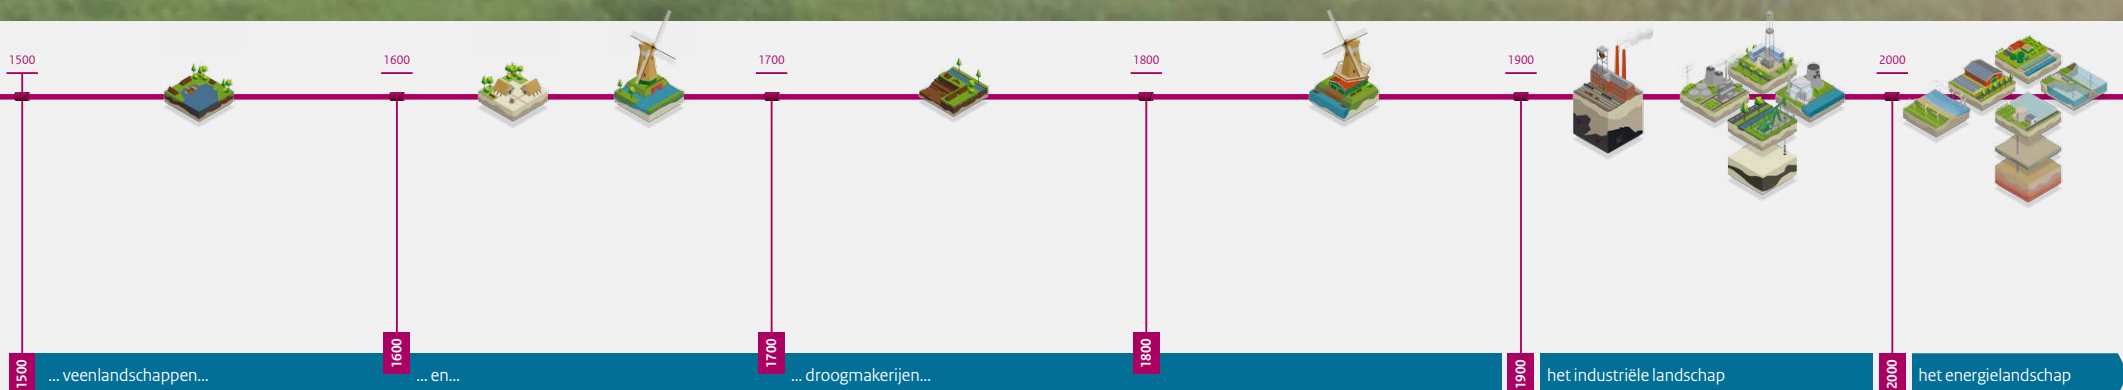 1500
1600
1700
1800
1900
2000
1500
1600
1700
1800
1900
2000
... veenlandschappen...
... en...
... droogmakerijen...
het industriële landschap
het energielandschap